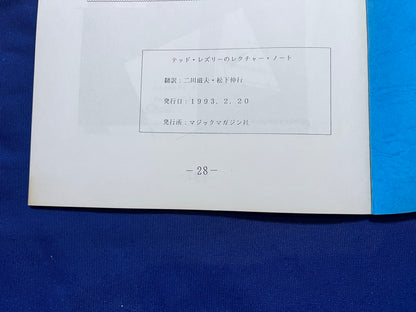 テッド・レズリーのレクチャー・ノート
翻訳：二川滋夫・松下仲行
発行日：１９９３．２．２０
発行所：マジックマガジン社
－28－